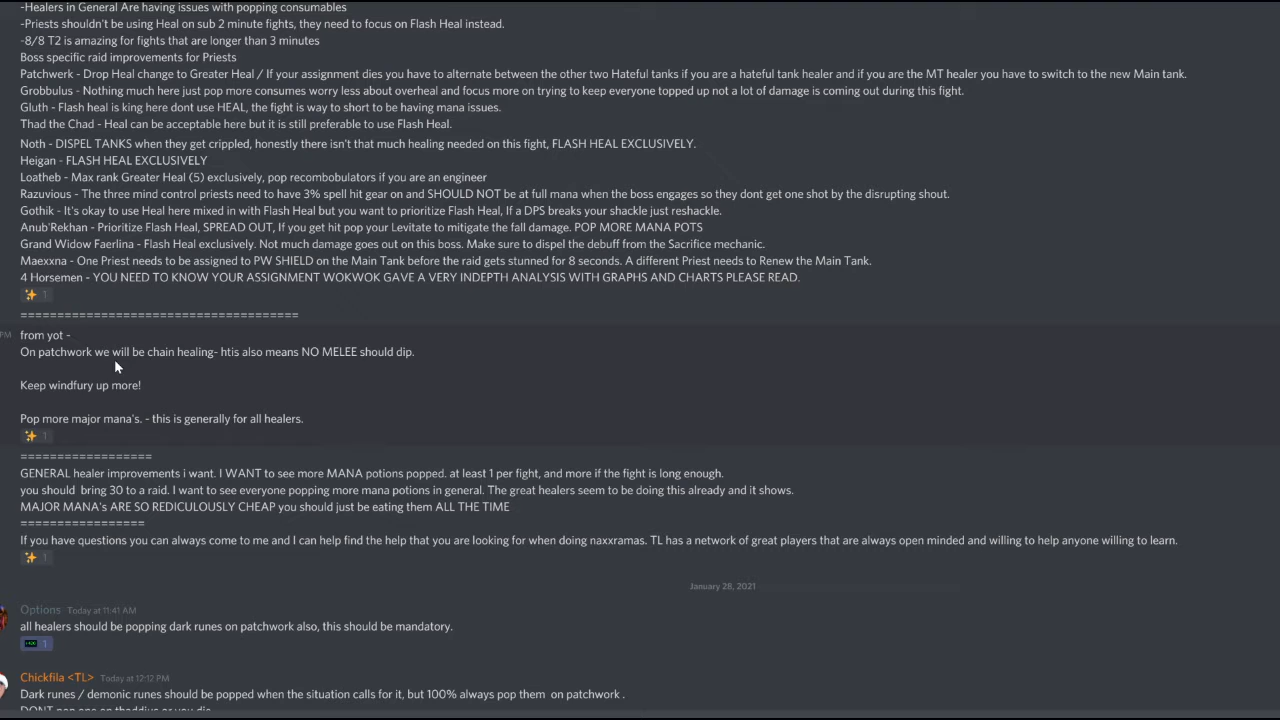 -Healers in General Are having issues with popping consumables
-Priests shouldn't be using Heal on sub 2 minute fights, they need to focus on Flash Heal instead.
-8/8 T2 is amazing for fights that are longer than 3 minutes
Boss specific raid improvements for Priests
Patchwerk - Drop Heal change to Greater Heal / If your assignment dies you have to alternate between the other two Hateful tanks if you are a hateful tank healer and if you are the MT healer you have to switch to the new Main tank.
Grobbulus - Nothing much here just pop more consumes worry less about overheal and focus more on trying to keep everyone topped up not a lot of damage is coming out during this fight.
Gluth - Flash heal is king here dont use HEAL, the fight is way to short to be having mana issues.
Thad the Chad - Heal can be acceptable here but it is still preferable to use Flash Heal.
Noth - DISPEL TANKS when they get crippled, honestly there isn't that much healing needed on this fight, FLASH HEAL EXCLUSIVELY.
Heigan - FLASH HEAL EXCLUSIVELY
Loatheb - Max rank Greater Heal (5) exclusively, pop recombobulators if you are an engineer
Razuvious - The three mind control priests need to have 3% spell hit gear on and SHOULD NOT be at full mana when the boss engages so they dont get one shot by the disrupting shout.
Gothik - It's okay to use Heal here mixed in with Flash Heal but you want to prioritize Flash Heal, If a DPS breaks your shackle just reshackle.
Anub'Rekhan - Prioritize Flash Heal, SPREAD OUT, If you get hit pop your Levitate to mitigate the fall damage. POP MORE MANA POTS
Grand Widow Faerlina - Flash Heal exclusively. Not much damage goes out on this boss. Make sure to dispel the debuff from the Sacrifice mechanic.
Maexxna - One Priest needs to be assigned to PW SHIELD on the Main Tank before the raid gets stunned for 8 seconds. A different Priest needs to Renew the Main Tank.
4 Horsemen - YOU NEED TO KNOW YOUR ASSIGNMENT WOKWOK GAVE A VERY INDEPTH ANALYSIS WITH GRAPHS AND CHARTS PLEASE READ.
1
======================================
PM from yot -
On patchwork we will be chain healing- htis also means NO MELEE should dip.
Keep windfury up more!
Pop more major mana's. - this is generally for all healers.
1
==================
GENERAL healer improvements i want. I WANT to see more MANA potions popped. at least 1 per fight, and more if the fight is long enough.
you should  bring 30 to a raid. I want to see everyone popping more mana potions in general. The great healers seem to be doing this already and it shows.
MAJOR MANA's ARE SO REDICULOUSLY CHEAP you should just be eating them ALL THE TIME
=================
If you have questions you can always come to me and I can help find the help that you are looking for when doing naxxramas. TL has a network of great players that are always open minded and willing to help anyone willing to learn.
1
January 28, 2021
Options Today at 11:41 AM
all healers should be popping dark runes on patchwork also, this should be mandatory.
1
Chickfila <TL> Today at 12:12 PM
Dark runes / demonic runes should be popped when the situation calls for it, but 100% always pop them  on patchwork .
DONT pop one on thaddius or you die